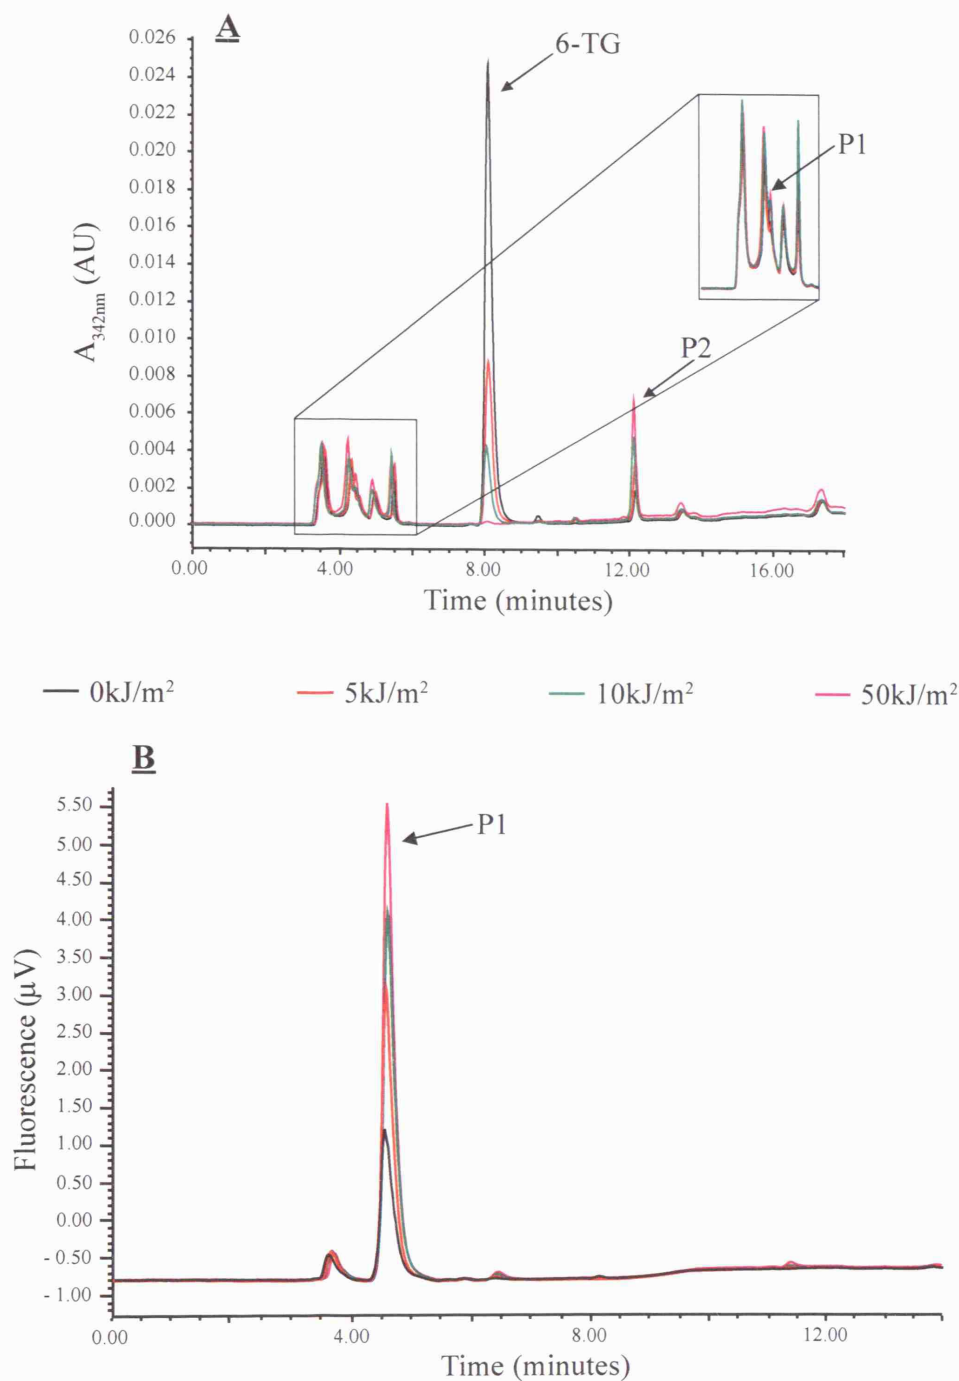 A
6-TG
P1
P2
A342nm (AU)
0.026
0.024
0.022
0.020
0.018
0.016
0.014
0.012
0.010
0.008
0.006
0.004
0.002
0.000
0.00 4.00 8.00 12.00 16.00
Time (minutes)
0kJ/m² 5kJ/m² 10kJ/m² 50kJ/m²
B
P1
Fluorescence (µV)
5.50
5.00
4.50
4.00
3.50
3.00
2.50
2.00
1.50
1.00
0.50
0.00
- 0.50
- 1.00
0.00 4.00 8.00 12.00
Time (minutes)